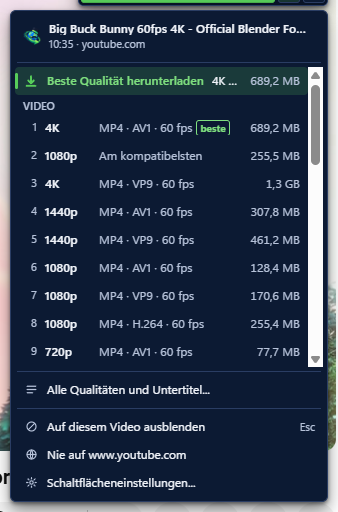 Big Buck Bunny 60fps 4K - Official Blender Fo...
10:35 · youtube.com
Beste Qualität herunterladen 4K ... 689,2 MB
VIDEO
1 4K MP4 · AV1 · 60 fps beste 689,2 MB
2 1080p Am kompatibelsten 255,5 MB
3 4K MP4 · VP9 · 60 fps 1,3 GB
4 1440p MP4 · AV1 · 60 fps 307,8 MB
5 1440p MP4 · VP9 · 60 fps 461,2 MB
6 1080p MP4 · AV1 · 60 fps 128,4 MB
7 1080p MP4 · VP9 · 60 fps 170,6 MB
8 1080p MP4 · H.264 · 60 fps 255,4 MB
9 720p MP4 · AV1 · 60 fps 77,7 MB
Alle Qualitäten und Untertitel...
Auf diesem Video ausblenden Esc
Nie auf www.youtube.com
Schaltflächeneinstellungen...